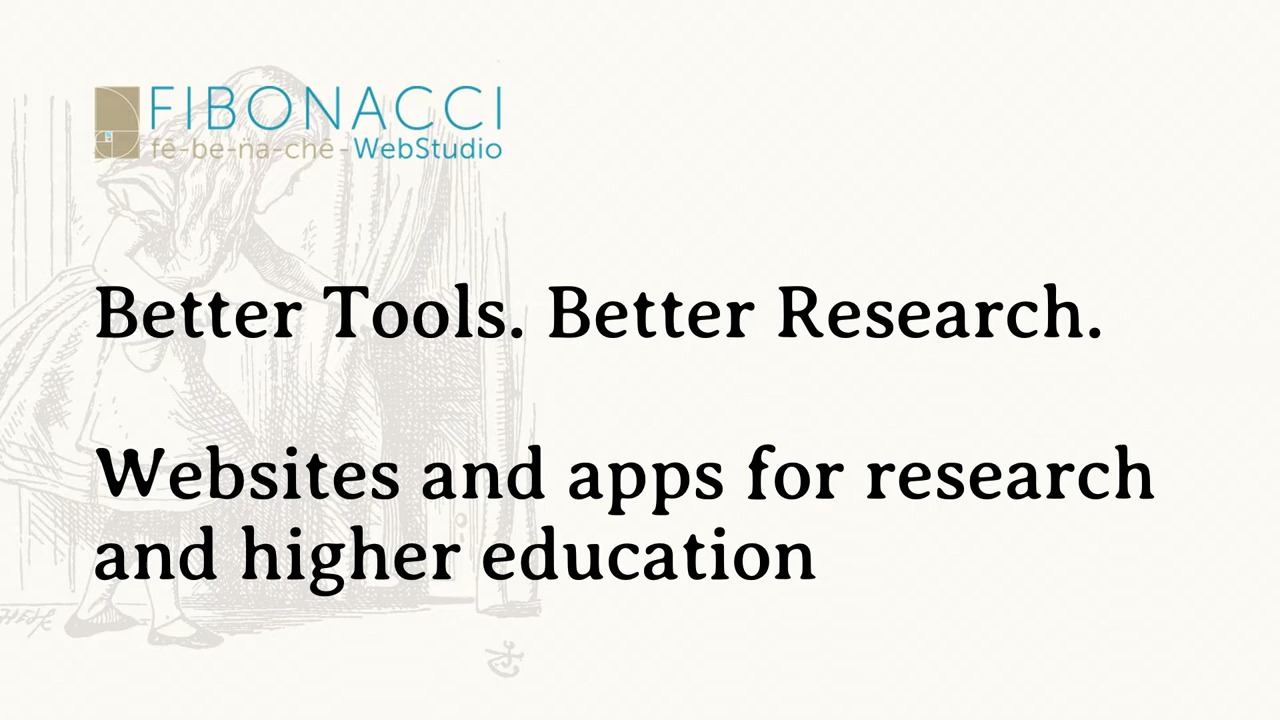 FIBONACCI
fē-be-na-chē-WebStudio
Better Tools. Better Research.
Websites and apps for research
and higher education